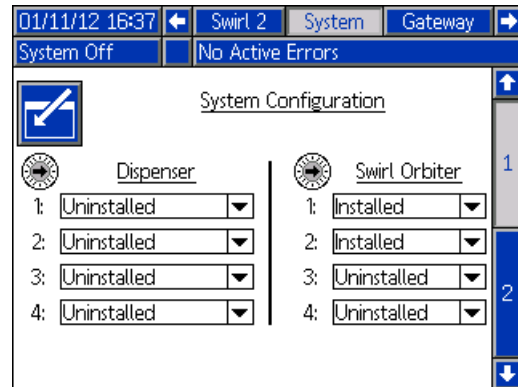 01/11/12 16:37 Swirl 2 System Gateway
System Off No Active Errors
System Configuration
Dispenser
1: Uninstalled
2: Uninstalled
3: Uninstalled
4: Uninstalled
Swirl Orbiter
1: Installed
2: Installed
3: Uninstalled
4: Uninstalled
1
2